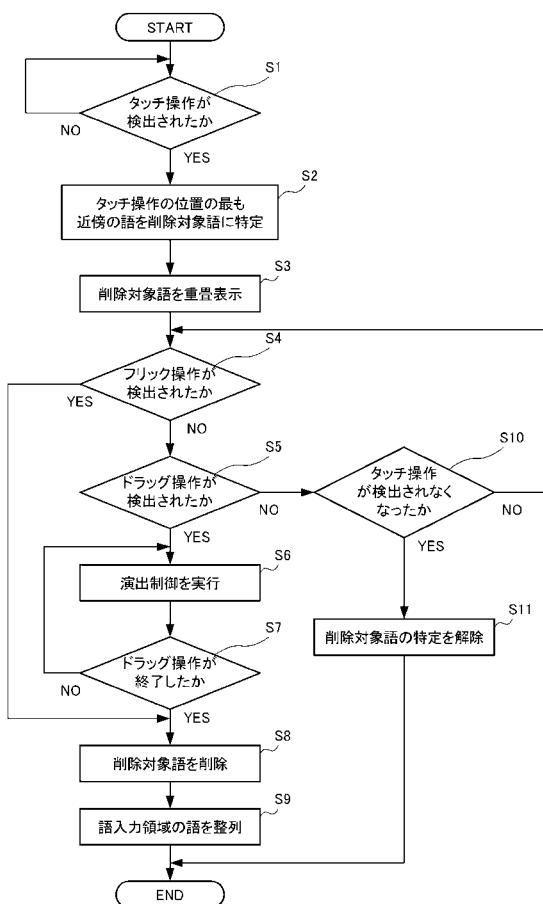 START
S1
タッチ操作が
検出されたか
NO
YES
S2
タッチ操作の位置の最も
近傍の語を削除対象語に特定
S3
削除対象語を重畳表示
S4
フリック操作が
検出されたか
YES
NO
S5
ドラッグ操作が
検出されたか
NO
YES
S10
タッチ操作
が検出されなく
なったか
NO
YES
S6
演出制御を実行
S11
削除対象語の特定を解除
S7
ドラッグ操作が
終了したか
NO
YES
S8
削除対象語を削除
S9
語入力領域の語を整列
END